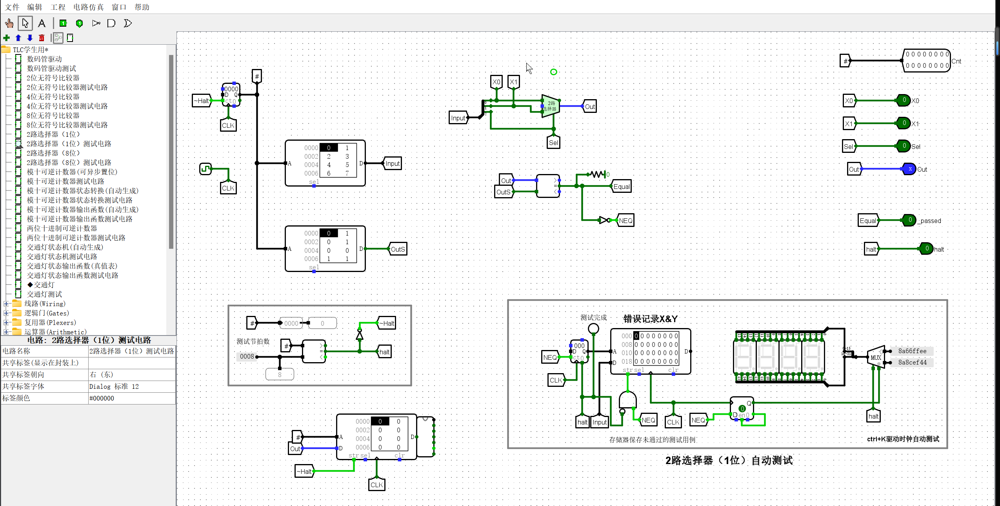 文件 编辑 工程 电路仿真 窗口 帮助
TLC学生用*
数码管驱动
数码管驱动测试
2位无符号比较器
2位无符号比较器测试电路
4位无符号比较器
4位无符号比较器测试电路
8位无符号比较器
8位无符号比较器测试电路
2路选择器（1位）
2路选择器（1位）测试电路
2路选择器（8位）
2路选择器（8位）测试电路
模十可逆计数器(可异步置位)
模十可逆计数器测试电路
模十可逆计数器状态转换(自动生成)
模十可逆计数器状态转换测试电路
模十可逆计数器输出函数(自动生成)
模十可逆计数器输出函数测试电路
两位十进制可逆计数器
两位十进制可逆计数器测试电路
交通灯状态机(自动生成)
交通灯状态机测试电路
交通灯状态输出函数(真值表)
交通灯状态输出函数测试电路
◆交通灯
交通灯测试
线路(Wiring)
逻辑门(Gates)
复用器(Plexers)
运算器(Arithmetic)
电路: 2路选择器（1位）测试电路
电路名称 2路选择器（1位）测试电路
共享标签(显示在封装上)
共享标签朝向 右 (东)
共享标签字体 Dialog 标准 12
标签颜色 #000000
#
0000
D Q
ct0
~Halt
CLK
CLK
0000 0 1
0002 2 3
0004 4 5
0006 6 7
A D
sel
Input
0000 0 1
0002 0 1
0004 0 0
0006 1 1
A D
sel
OutS
X0 X1
Input
2路
选择器
Out
Sel
Out
OutS
>
=
<
0
Equal
NEQ
# 0 0 0 0 0 0 0 0
0 0 0 0 0 0 0 0
Cnt
X0 0 X0
X1 0 X1
Sel 0 Sel
Out x Out
Equal 0 _passed
halt 0 halt
# 0000 0
~Halt
测试节拍数
#
0008
>
=
<
halt
8
#
Out
0000 0 0
0002 0 0
0004 0 0
0006 0 0
A
D
D
str sel clr
~Halt
CLK
测试完成
错误记录X&Y
000
D Q
ct0
NEQ
CLK
000 0 0 0 0 0 0 0 0
008 0 0 0 0 0 0 0 0
010 0 0 0 0 0 0 0 0
018 0 0 0 0 0 0 0 0
A
D
D
str sel clr
halt Input
NEQ
CLK
NEQ
Q
0
D en0
halt
0-15
16-31
MUX
0
8a66ffee
8a8cef44
存储器保存未通过的测试用例
ctrl+K驱动时钟自动测试
2路选择器（1位）自动测试